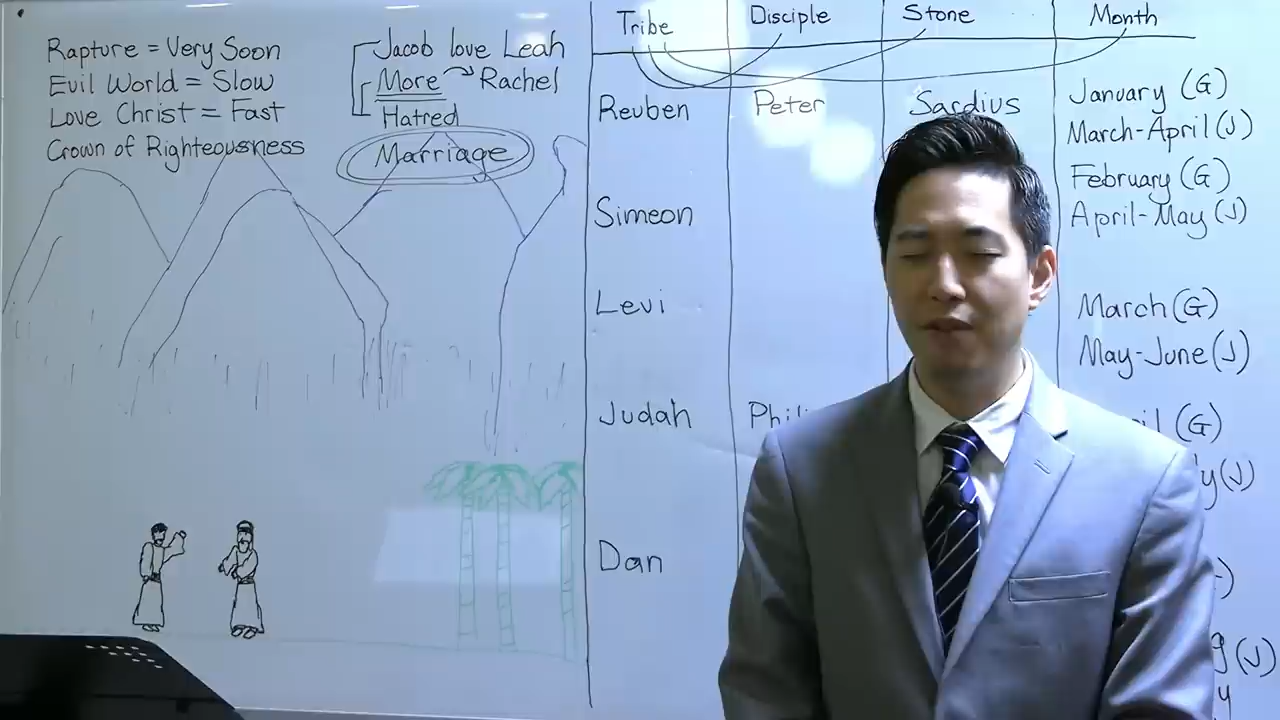 Rapture = Very Soon
Evil World = Slow
Love Christ = Fast
Crown of Righteousness
Jacob love Leah
More Rachel
Hatred
Marriage
Tribe Disciple Stone Month
Reuben Peter Sardius January (G)
March-April (J)
Simeon February (G)
April-May (J)
Levi March (G)
May-June (J)
Judah (G)
(J)
Dan
(J)